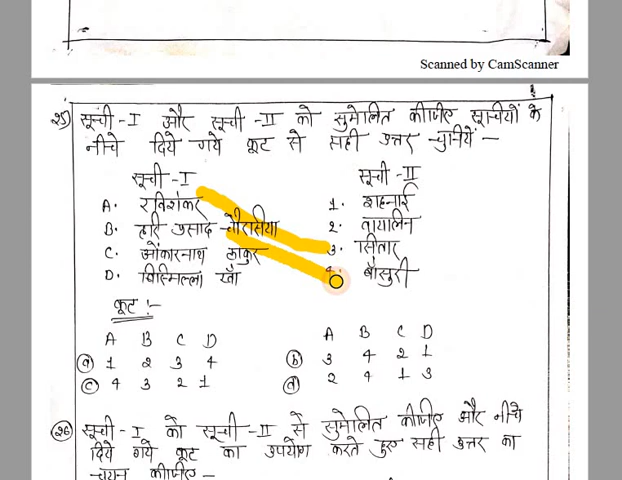 Scanned by CamScanner
25) सूची -I और सूची -II को सुमेलित कीजिए सूचियों के
नीचे दिये गये कूट से सही उत्तर चुनिये -
सूची -I सूची -II
A. रविशंकर 1. शहनाई
B. हरि प्रसाद चौरासिया 2. वायलिन
C. ओंकारनाथ ठाकुर 3. सितार
D. बिस्मिल्ला खाँ 4. बाँसुरी
कूट :-
A B C D A B C D
(a) 1 2 3 4 (b) 3 4 2 1
(c) 4 3 2 1 (d) 2 4 1 3
26) सूची -I को सूची -II से सुमेलित कीजिए और नीचे
दिये गये कूट का उपयोग करते हुए सही उत्तर का
चयन कीजिए -